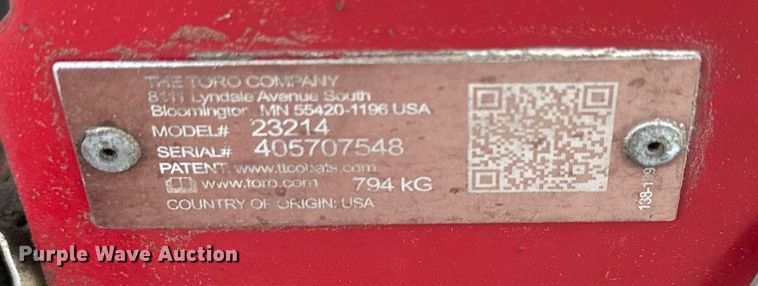 THE TORO COMPANY
8111 Lyndale Avenue South
Bloomington, MN 55420-1196 USA
MODEL# 23214
SERIAL# 405707548
PATENT: www.ttcopats.com
www.toro.com 794 kG
COUNTRY OF ORIGIN: USA
Purple Wave Auction